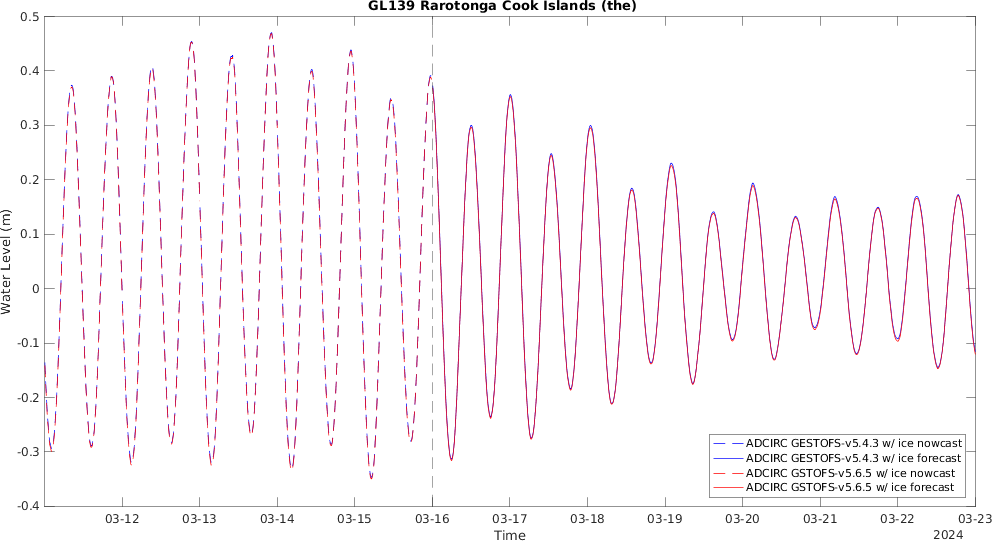 GL139 Rarotonga Cook Islands (the)
0.5
0.4
0.3
0.2
0.1
0
-0.1
-0.2
-0.3
-0.4
Water Level (m)
ADCIRC GESTOFS-v5.4.3 w/ ice nowcast
ADCIRC GESTOFS-v5.4.3 w/ ice forecast
ADCIRC GSTOFS-v5.6.5 w/ ice nowcast
ADCIRC GSTOFS-v5.6.5 w/ ice forecast
03-12 03-13 03-14 03-15 03-16 03-17 03-18 03-19 03-20 03-21 03-22 03-23
Time
2024